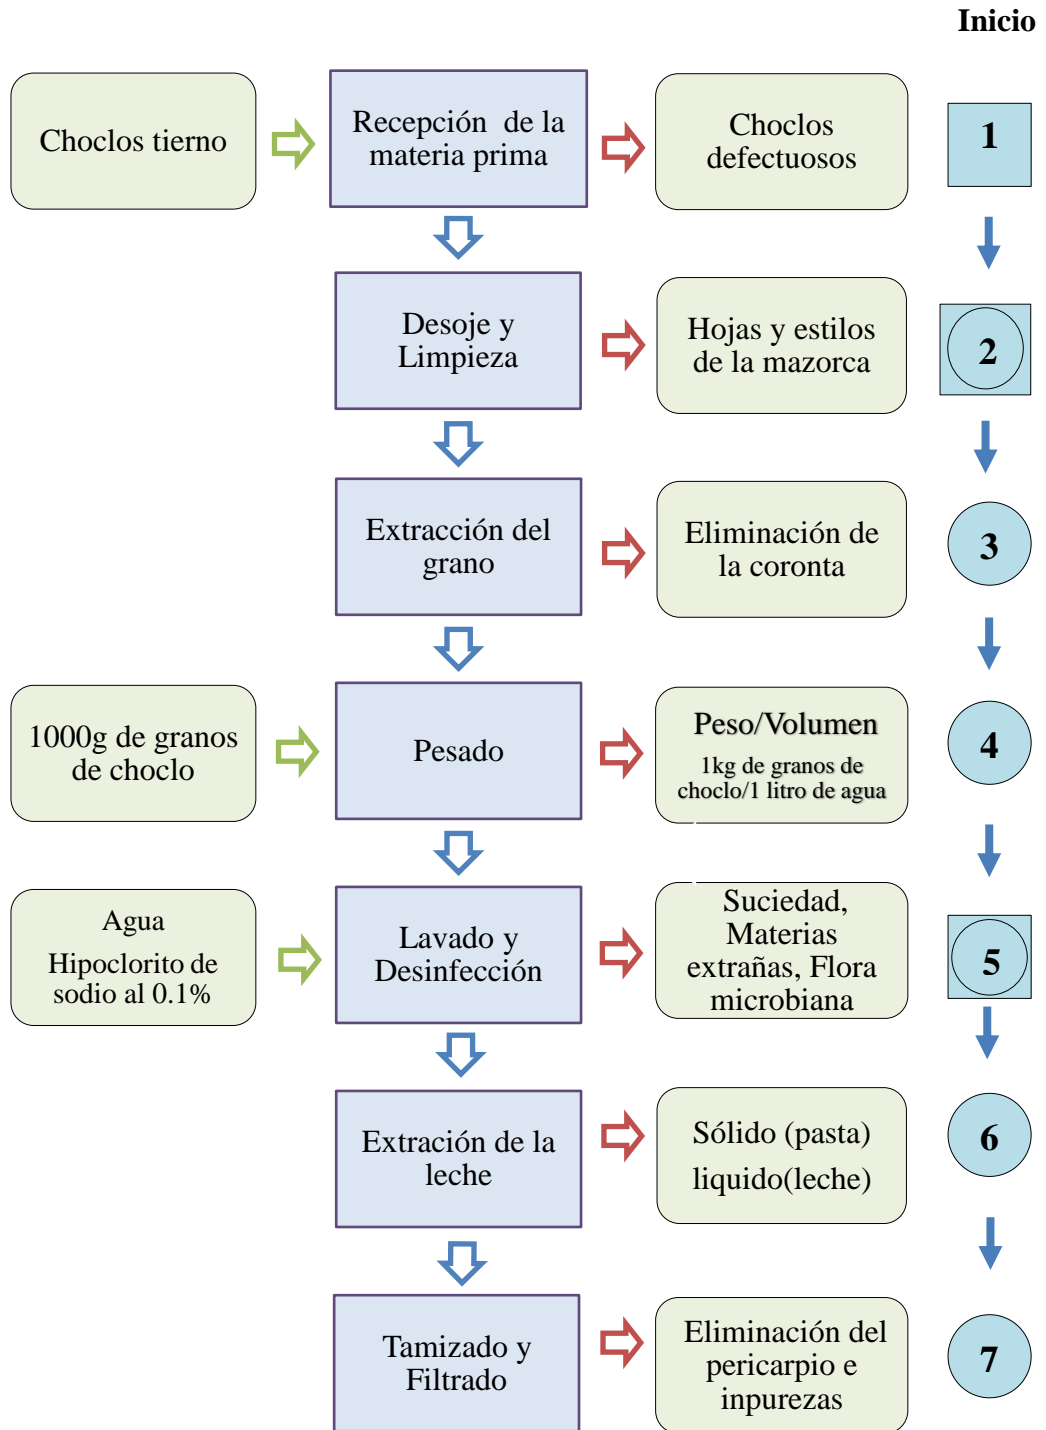 Inicio
Choclos tierno
Recepción de la
materia prima
Choclos
defectuosos
1
Desoje y
Limpieza
Hojas y estilos
de la mazorca
2
Extracción del
grano
Eliminación de
la coronta
3
1000g de granos
de choclo
Pesado
Peso/Volumen
1kg de granos de
choclo/1 litro de agua
4
Agua
Hipoclorito de
sodio al 0.1%
Lavado y
Desinfección
Suciedad,
Materias
extrañas, Flora
microbiana
5
Extración de la
leche
Sólido (pasta)
liquido(leche)
6
Tamizado y
Filtrado
Eliminación del
pericarpio e
inpurezas
7